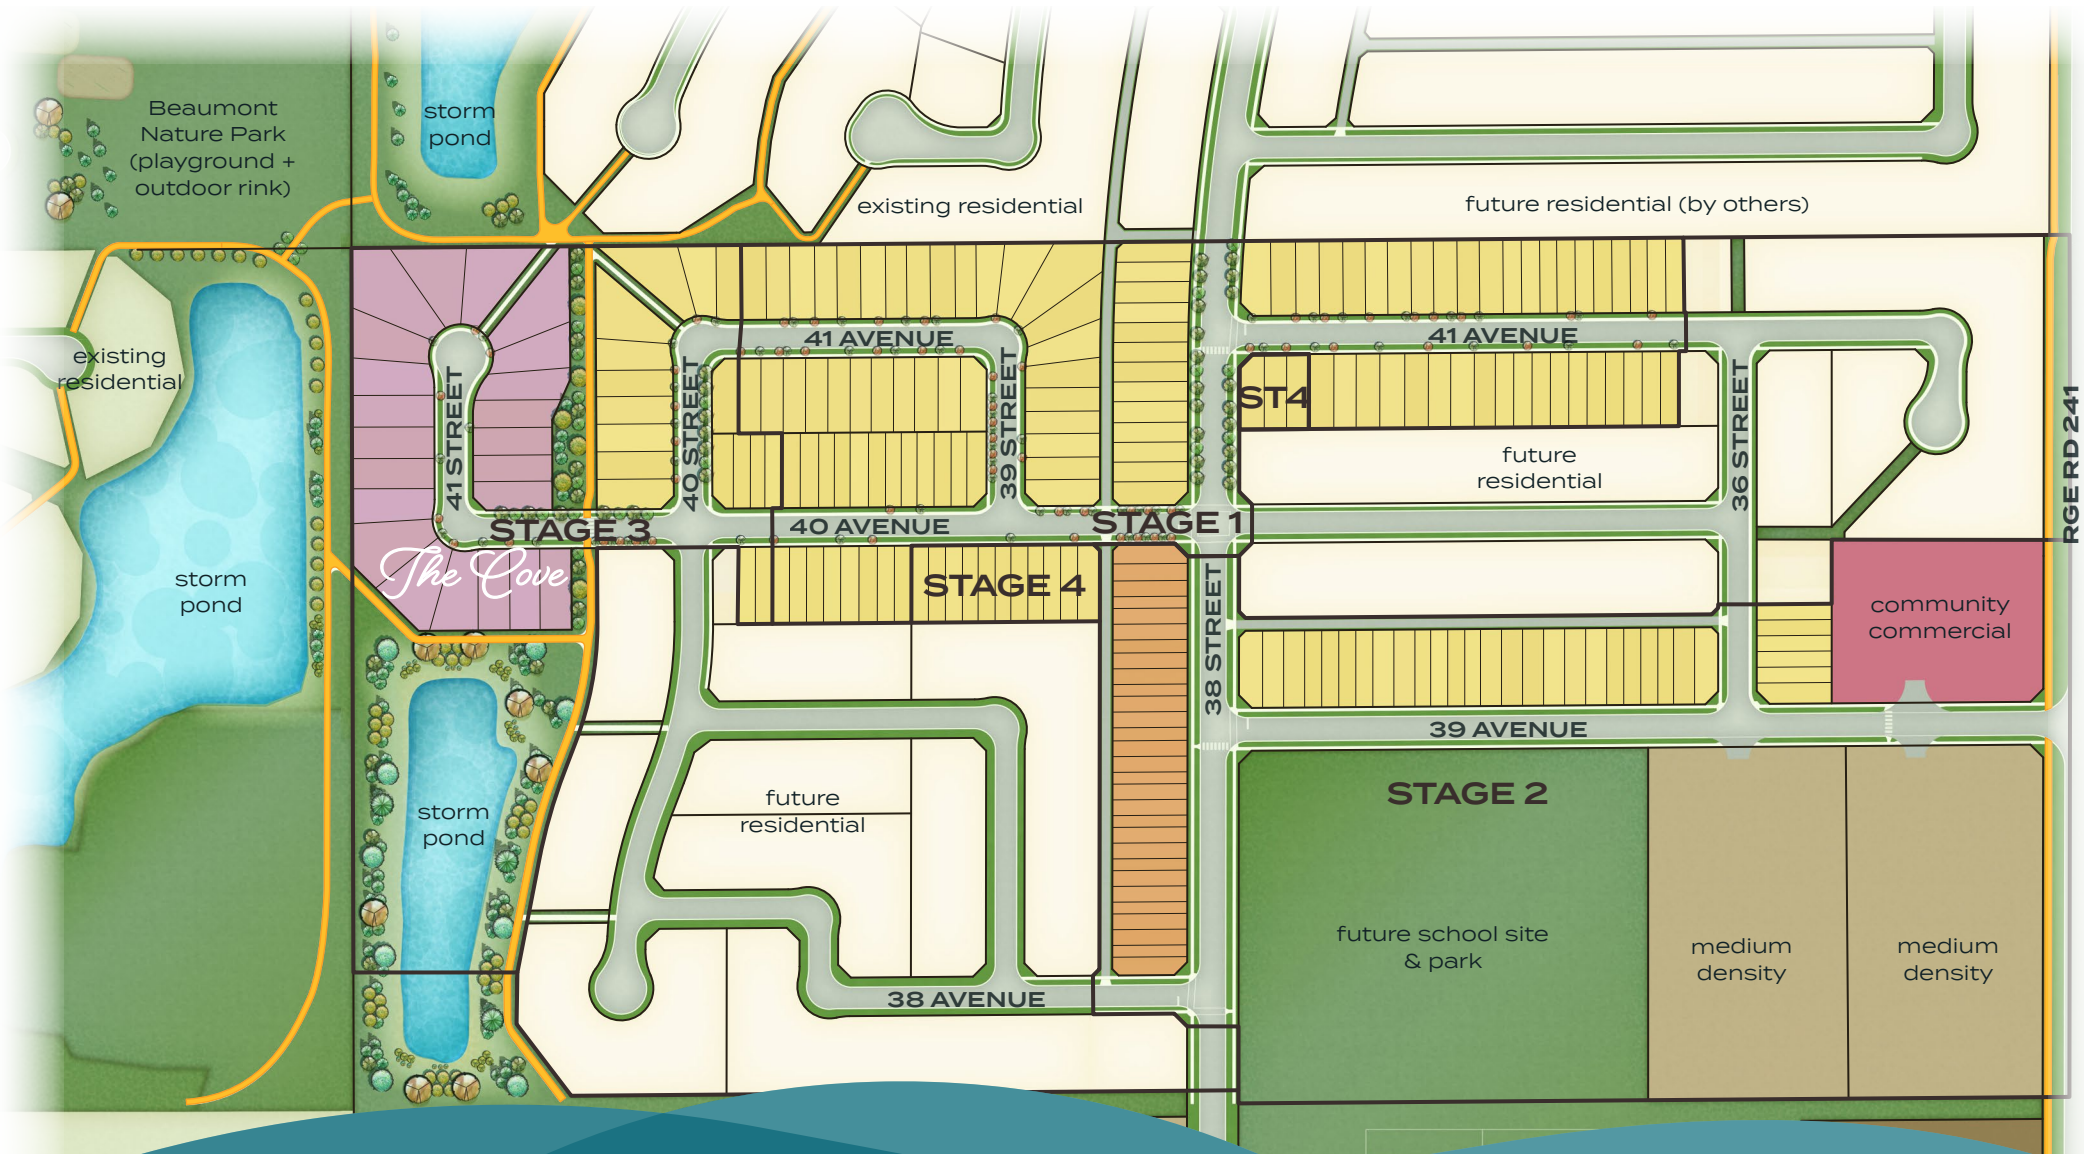 Beaumont
Nature Park
(playground +
outdoor rink)
storm
pond
existing residential
future residential (by others)
existing
residential
41 AVENUE
41 AVENUE
41 STREET
40 STREET
39 STREET
ST4
36 STREET
RGE RD 241
future
residential
STAGE 3
40 AVENUE
STAGE 1
The Cove
storm
pond
STAGE 4
38 STREET
community
commercial
39 AVENUE
storm
pond
future
residential
STAGE 2
future school site
& park
medium
density
medium
density
38 AVENUE